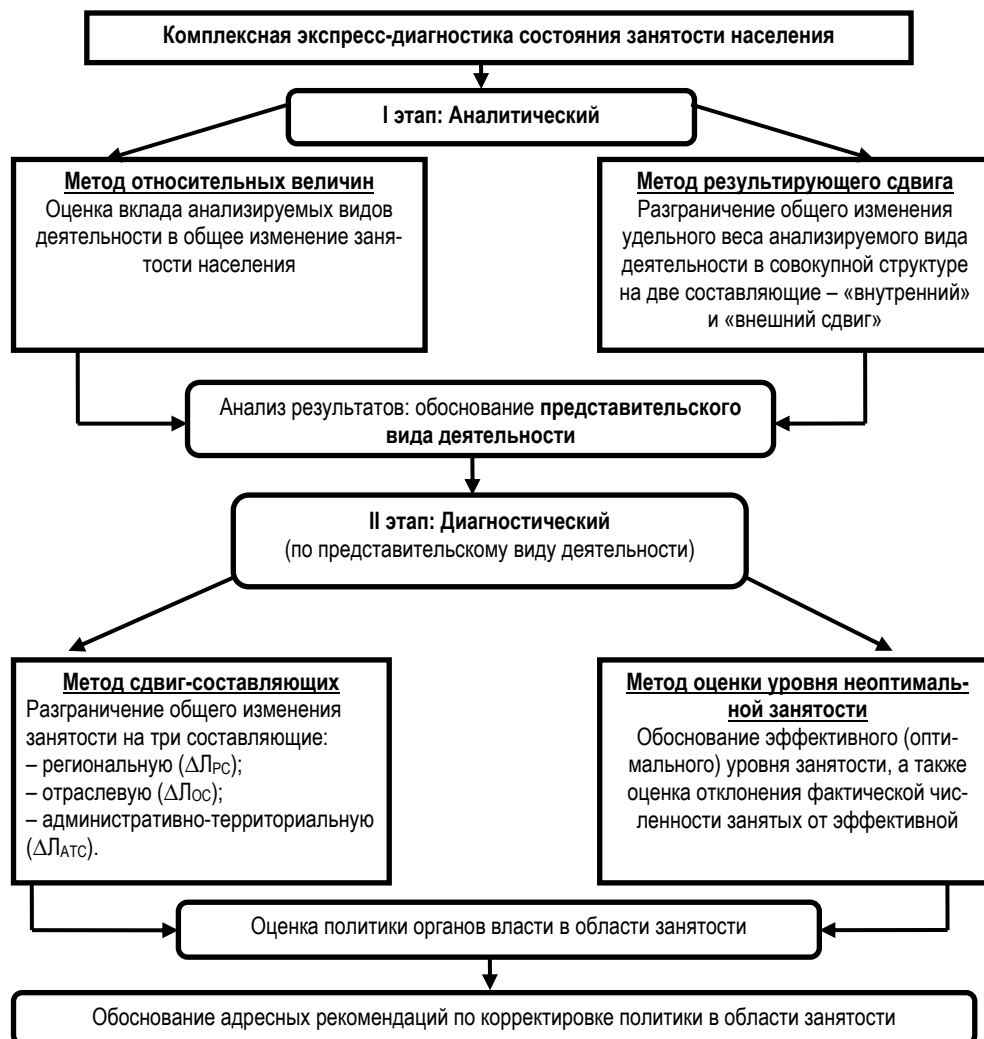 Комплексная экспресс-диагностика состояния занятости населения
I этап: Аналитический
Метод относительных величин
Оценка вклада анализируемых видов
деятельности в общее изменение заня-
тости населения
Метод результирующего сдвига
Разграничение общего изменения
удельного веса анализируемого вида
деятельности в совокупной структуре
на две составляющие – «внутренний»
и «внешний сдвиг»
Анализ результатов: обоснование представительского
вида деятельности
II этап: Диагностический
(по представительскому виду деятельности)
Метод сдвиг-составляющих
Разграничение общего изменения
занятости на три составляющие:
– региональную (ΔЛРС);
– отраслевую (ΔЛОС);
– административно-территориальную
(ΔЛАТС).
Метод оценки уровня неоптималь-
ной занятости
Обоснование эффективного (опти-
мального) уровня занятости, а также
оценка отклонения фактической чис-
ленности занятых от эффективной
Оценка политики органов власти в области занятости
Обоснование адресных рекомендаций по корректировке политики в области занятости